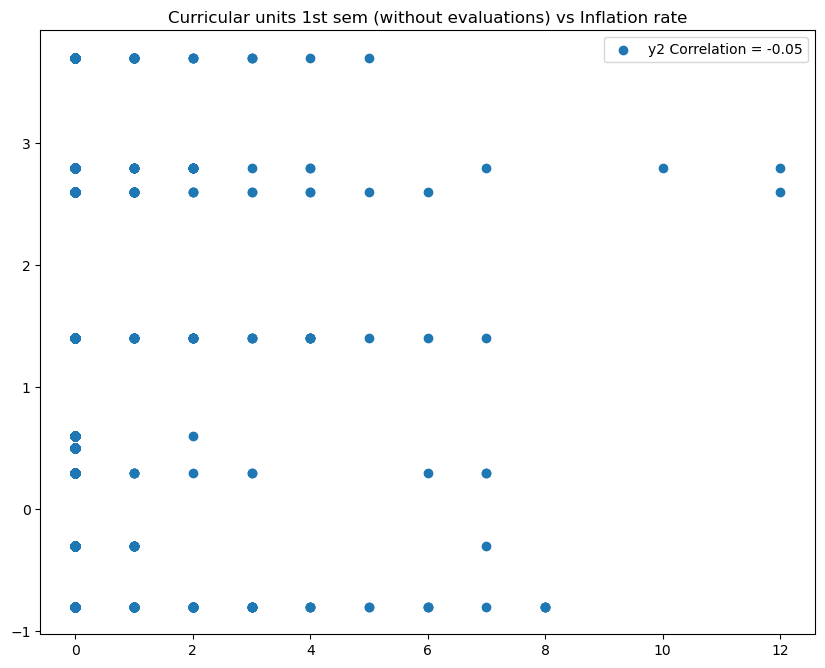 Curricular units 1st sem (without evaluations) vs Inflation rate
y2 Correlation = -0.05
3
2
1
0
−1
0 2 4 6 8 10 12